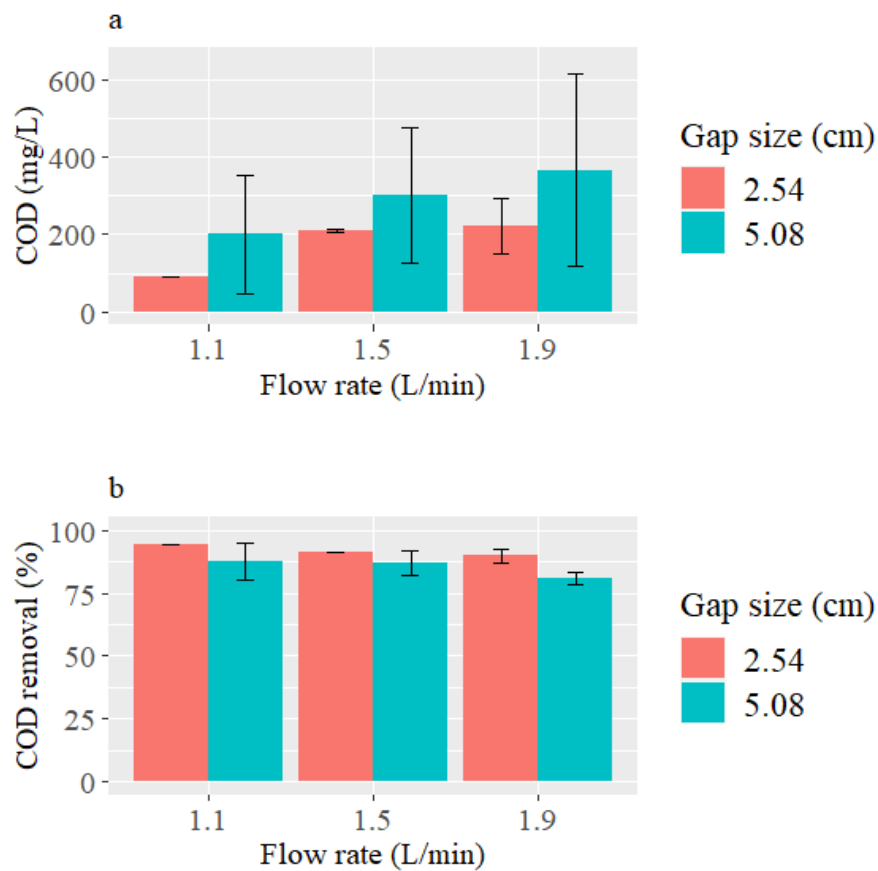 a
600
400
200
0
COD (mg/L)
1.1 1.5 1.9
Flow rate (L/min)
Gap size (cm)
2.54
5.08
b
100
75
50
25
0
COD removal (%)
1.1 1.5 1.9
Flow rate (L/min)
Gap size (cm)
2.54
5.08